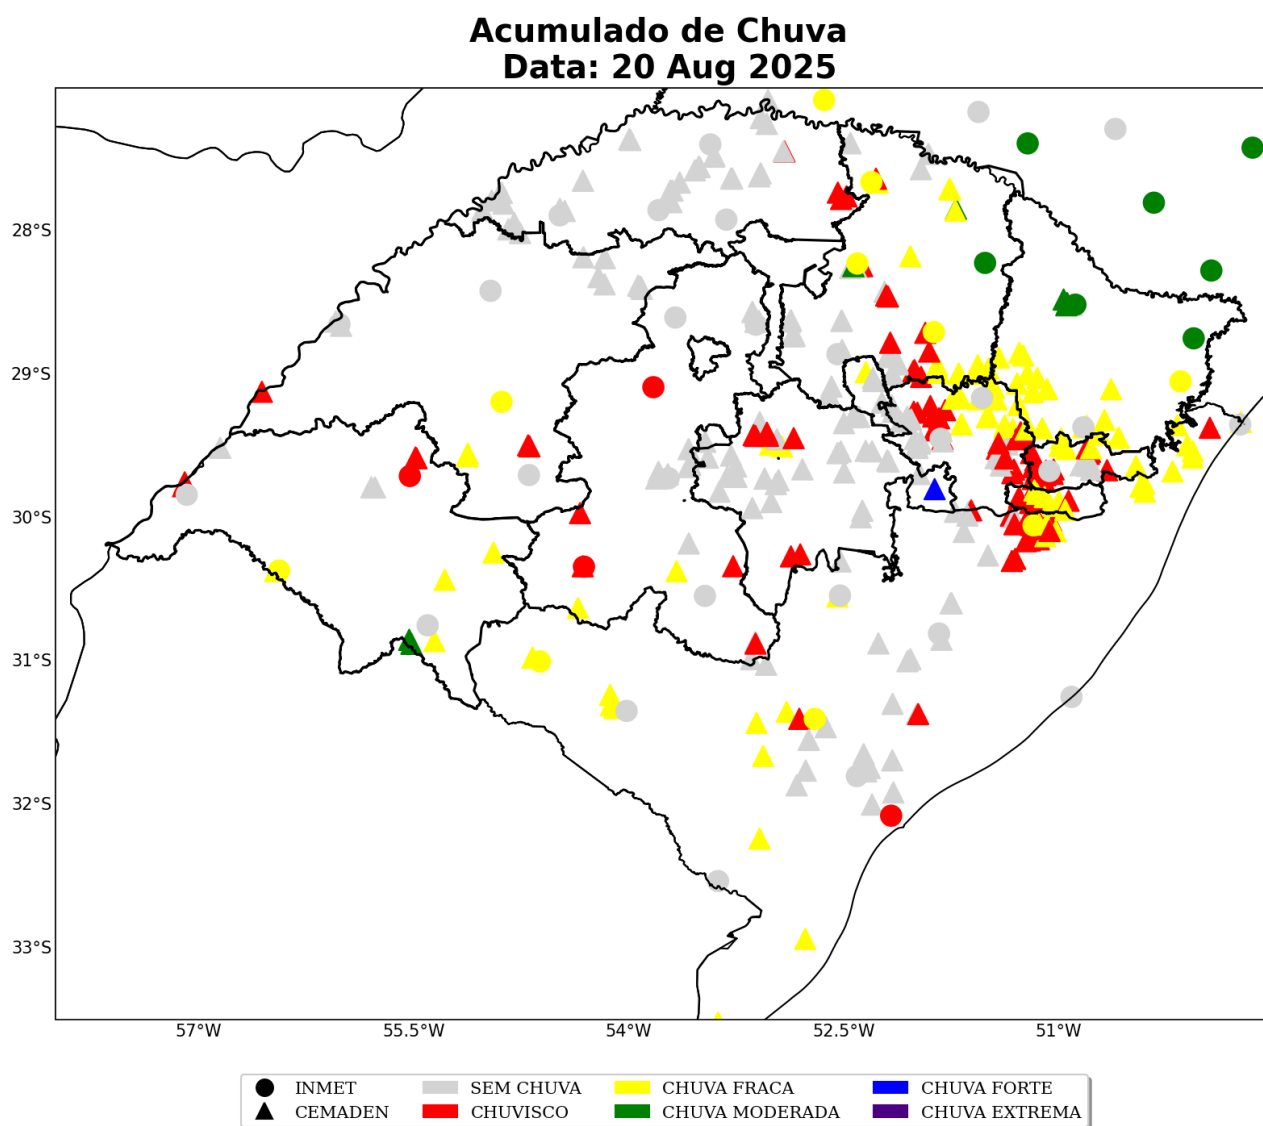 Acumulado de Chuva
Data: 20 Aug 2025
28°S
29°S
30°S
31°S
32°S
33°S
57°W
55.5°W
54°W
52.5°W
51°W
INMET
CEMADEN
SEM CHUVA
CHUVISCO
CHUVA FRACA
CHUVA MODERADA
CHUVA FORTE
CHUVA EXTREMA